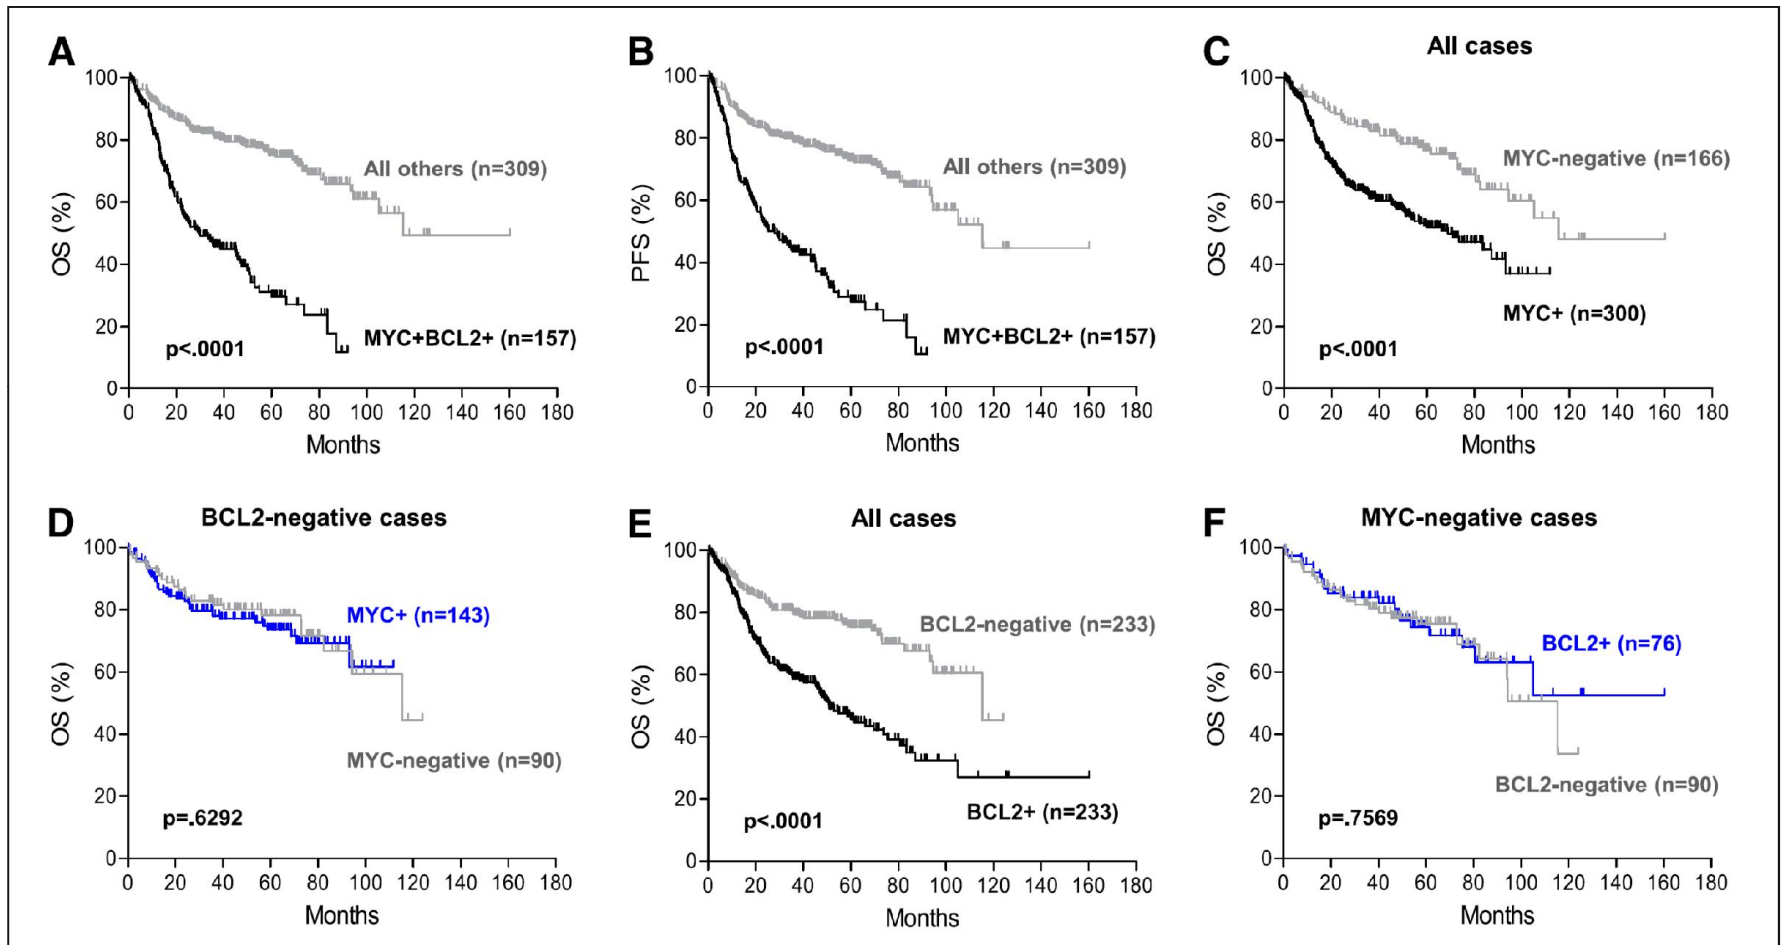 A
100
80
60
40
20
0
OS (%)
All others (n=309)
MYC+BCL2+ (n=157)
p<.0001
0 20 40 60 80 100 120 140 160 180
Months
B
100
80
60
40
20
0
PFS (%)
All others (n=309)
MYC+BCL2+ (n=157)
p<.0001
0 20 40 60 80 100 120 140 160 180
Months
C
All cases
100
80
60
40
20
0
OS (%)
MYC-negative (n=166)
MYC+ (n=300)
p<.0001
0 20 40 60 80 100 120 140 160 180
Months
D
BCL2-negative cases
100
80
60
40
20
0
OS (%)
MYC+ (n=143)
MYC-negative (n=90)
p=.6292
0 20 40 60 80 100 120 140 160 180
Months
E
All cases
100
80
60
40
20
0
OS (%)
BCL2-negative (n=233)
BCL2+ (n=233)
p<.0001
0 20 40 60 80 100 120 140 160 180
Months
F
MYC-negative cases
100
80
60
40
20
0
OS (%)
BCL2+ (n=76)
BCL2-negative (n=90)
p=.7569
0 20 40 60 80 100 120 140 160 180
Months